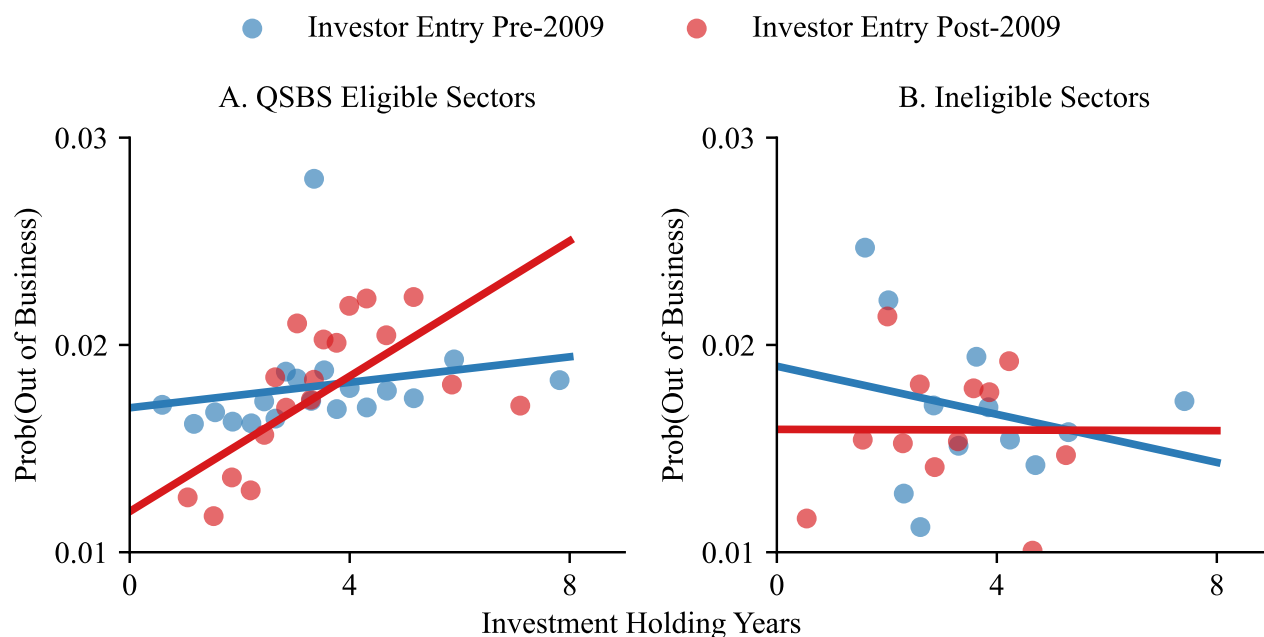 Investor Entry Pre-2009
Investor Entry Post-2009
A. QSBS Eligible Sectors
Prob(Out of Business)
0.03
0.02
0.01
0
4
8
B. Ineligible Sectors
Prob(Out of Business)
0.03
0.02
0.01
0
4
8
Investment Holding Years